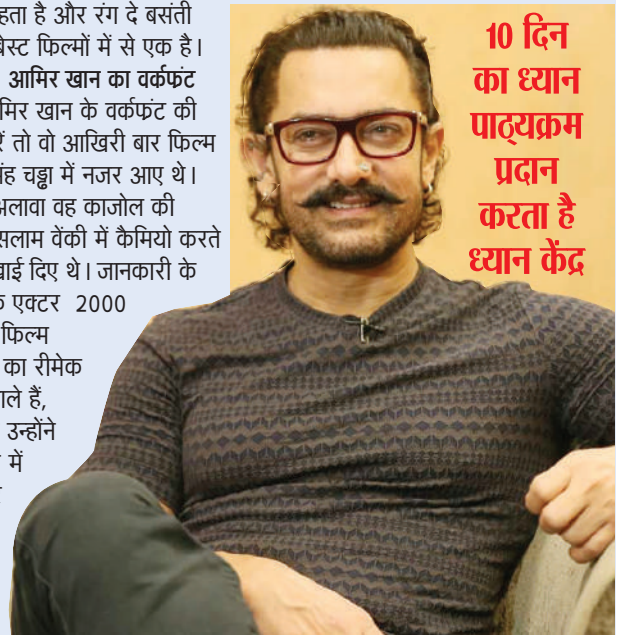 हता है और रंग दे बसंती
बेस्ट फिल्मों में से एक है।
आमिर खान का वर्कफ्रंट
मिर खान के वर्कफ्रंट की
रें तो वो आखिरी बार फिल्म
संह चड्ढा में नजर आए थे।
अलावा वह काजोल की
सलाम वेंकी में कैमियो करते
खाई दिए थे। जानकारी के
एक्टर 2000
फिल्म
का रीमेक
ाले हैं,
उन्होंने
में
10 दिन
का ध्यान
पाठ्यक्रम
प्रदान
करता है
ध्यान केंद्र